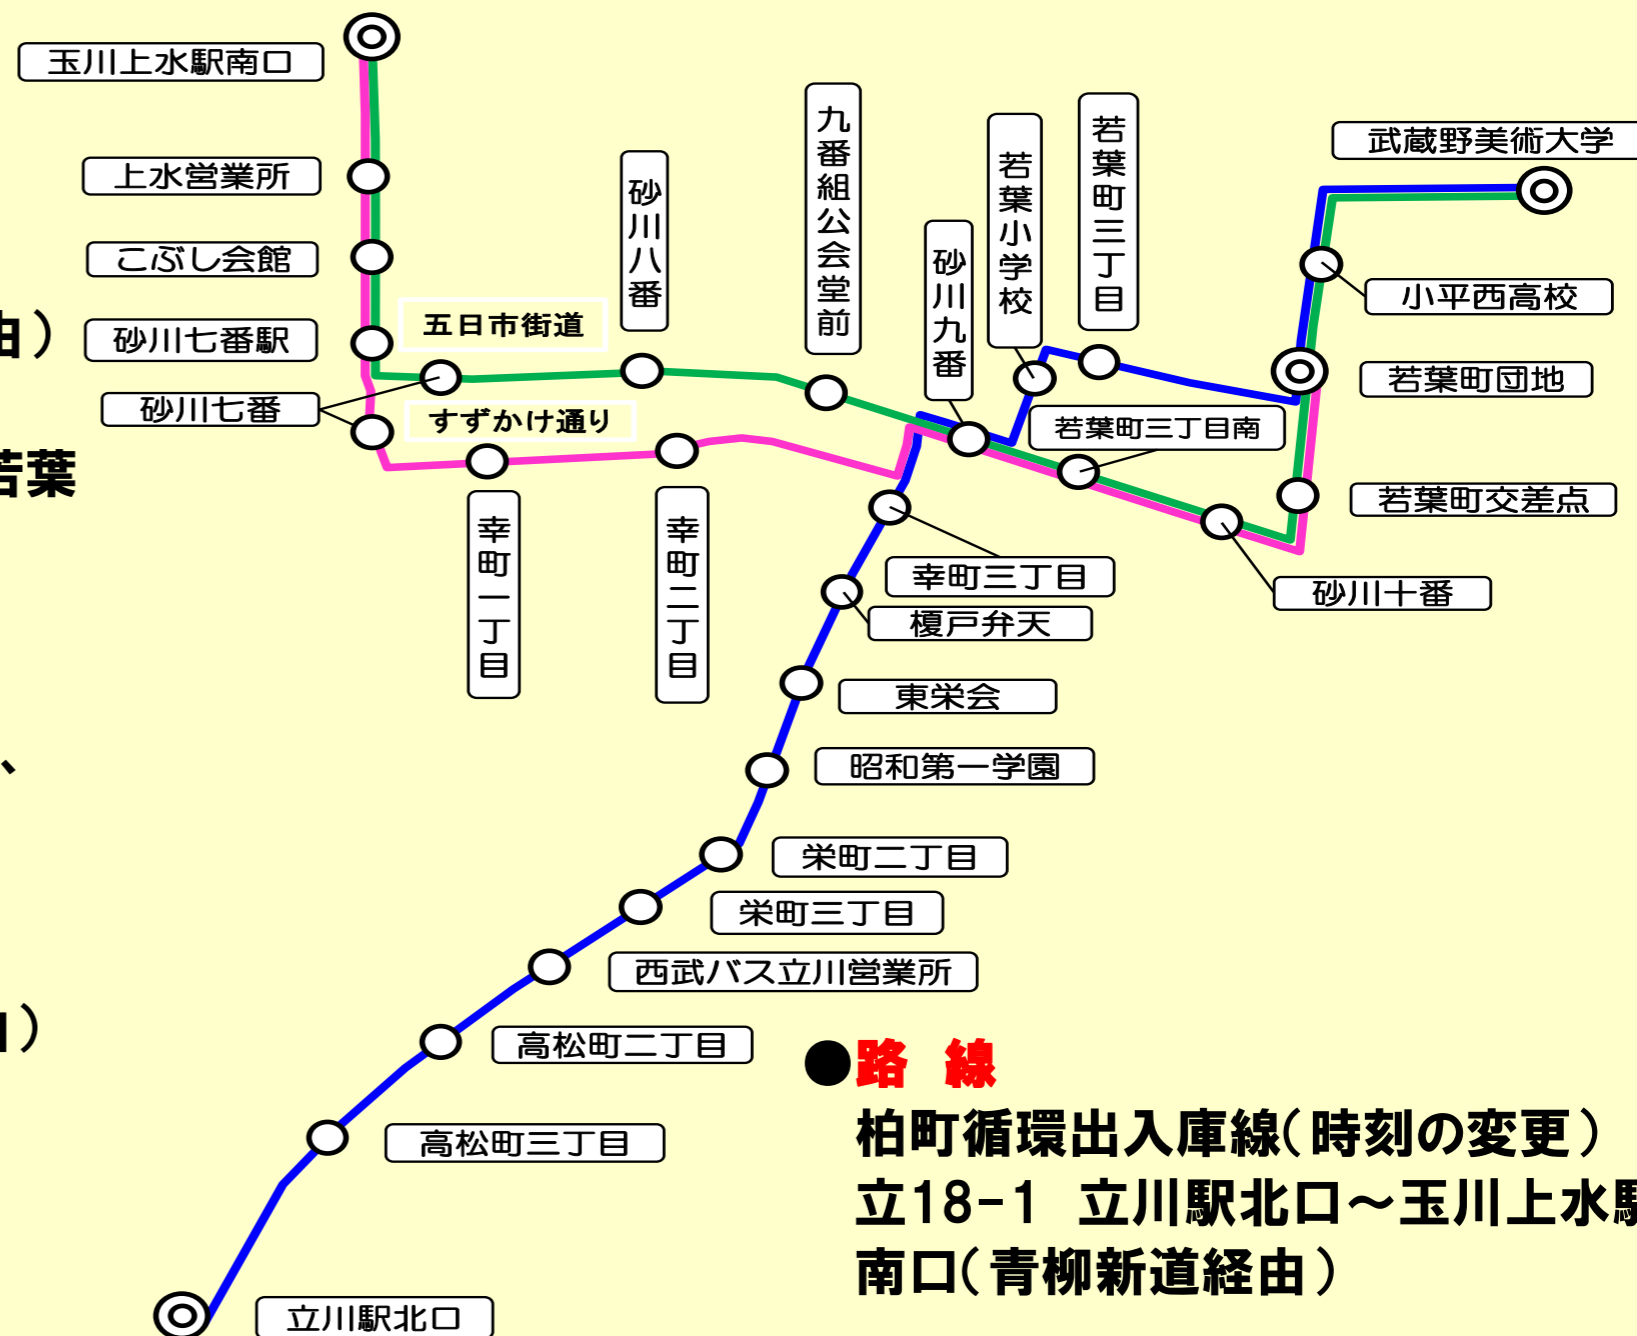 玉川上水駅南口
上水営業所
こぶし会館
砂川七番駅
砂川七番
五日市街道
すずかけ通り
砂川八番
九番組公会堂前
砂川九番
若葉小学校
若葉町三丁目
武蔵野美術大学
小平西高校
若葉町団地
若葉町三丁目南
若葉町交差点
砂川十番
幸町一丁目
幸町二丁目
幸町三丁目
榎戸弁天
東栄会
昭和第一学園
栄町二丁目
栄町三丁目
西武バス立川営業所
高松町二丁目
高松町三丁目
立川駅北口
由）
若葉
、
由）
●路 線
柏町循環出入庫線（時刻の変更）
立18-1 立川駅北口～玉川上水駅
南口（青柳新道経由）